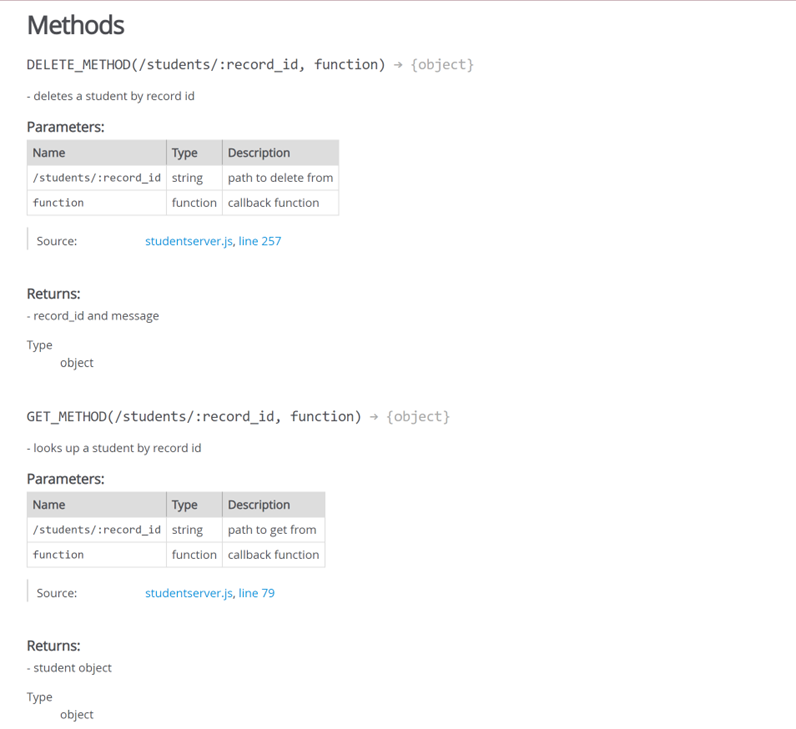 Methods
DELETE_METHOD(/students/:record_id, function) → {object}
- deletes a student by record id
Parameters:
Name Type Description
/students/:record_id string path to delete from
function function callback function
Source: studentserver.js, line 257
Returns:
- record_id and message
Type
object
GET_METHOD(/students/:record_id, function) → {object}
- looks up a student by record id
Parameters:
Name Type Description
/students/:record_id string path to get from
function function callback function
Source: studentserver.js, line 79
Returns:
- student object
Type
object